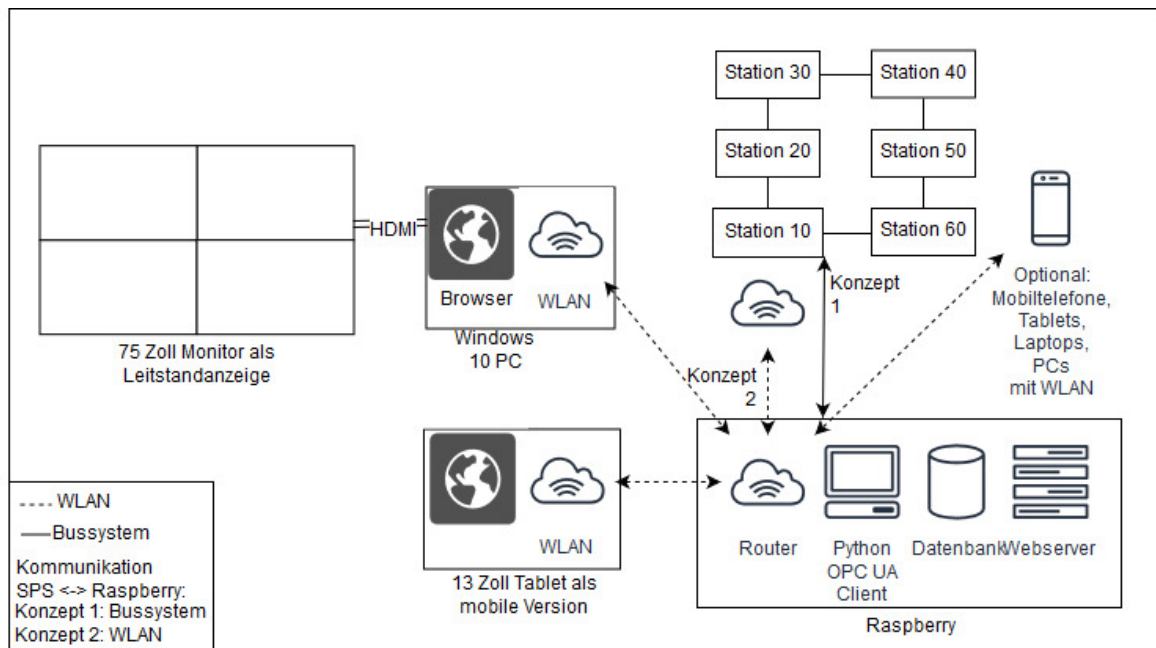 Station 30
Station 40
Station 20
Station 50
Station 10
Station 60
HDMI
Browser
WLAN
Windows
10 PC
75 Zoll Monitor als
Leitstandanzeige
Konzept
1
Konzept
2
Optional:
Mobiltelefone,
Tablets,
Laptops,
PCs
mit WLAN
WLAN
13 Zoll Tablet als
mobile Version
Router
Python
OPC UA
Client
Datenbank
Webserver
Raspberry
WLAN
Bussystem
Kommunikation
SPS <-> Raspberry:
Konzept 1: Bussystem
Konzept 2: WLAN